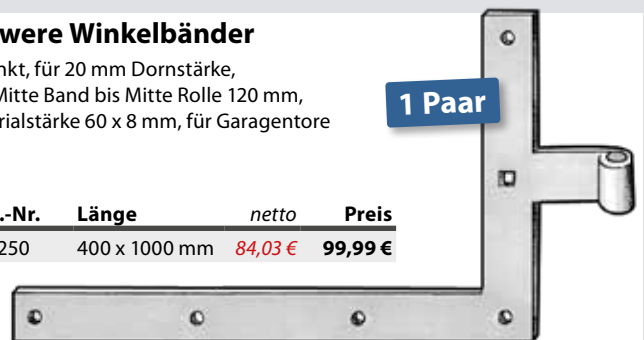 were Winkelbänder
nkt, für 20 mm Dornstärke,
Mitte Band bis Mitte Rolle 120 mm,
rialstärke 60 x 8 mm, für Garagentore
1 Paar
.-Nr. Länge netto Preis
250 400 x 1000 mm 84,03 € 99,99 €